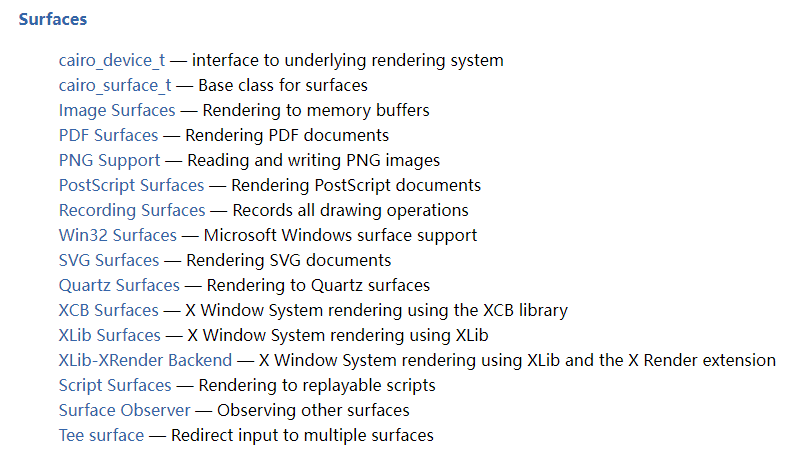 Surfaces
cairo_device_t — interface to underlying rendering system
cairo_surface_t — Base class for surfaces
Image Surfaces — Rendering to memory buffers
PDF Surfaces — Rendering PDF documents
PNG Support — Reading and writing PNG images
PostScript Surfaces — Rendering PostScript documents
Recording Surfaces — Records all drawing operations
Win32 Surfaces — Microsoft Windows surface support
SVG Surfaces — Rendering SVG documents
Quartz Surfaces — Rendering to Quartz surfaces
XCB Surfaces — X Window System rendering using the XCB library
XLib Surfaces — X Window System rendering using XLib
XLib-XRender Backend — X Window System rendering using XLib and the X Render extension
Script Surfaces — Rendering to replayable scripts
Surface Observer — Observing other surfaces
Tee surface — Redirect input to multiple surfaces